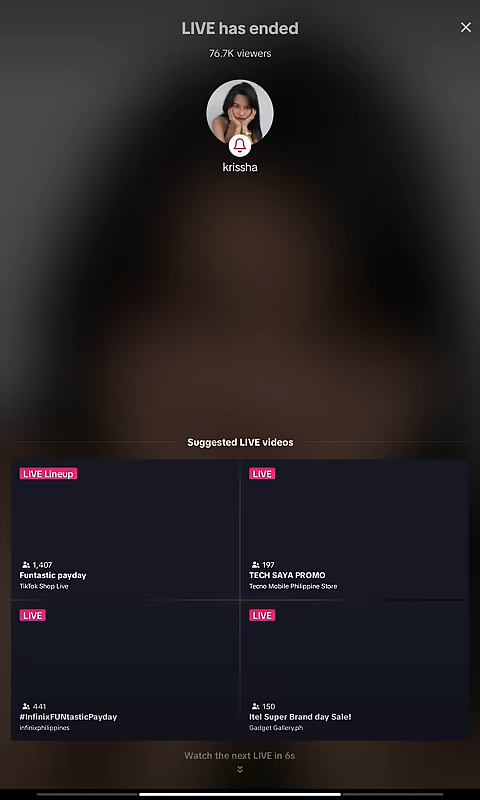 LIVE has ended
76.7K viewers
krissha
Suggested LIVE videos
LIVE Lineup
LIVE
1,407
Funtastic payday
TikTok Shop Live
197
TECH SAYA PROMO
Tecno Mobile Philippine Store
LIVE
LIVE
441
#InfinixFUNtasticPayday
infinixphilippines
150
Itel Super Brand day Sale!
Gadget Gallery.ph
Watch the next LIVE in 6s